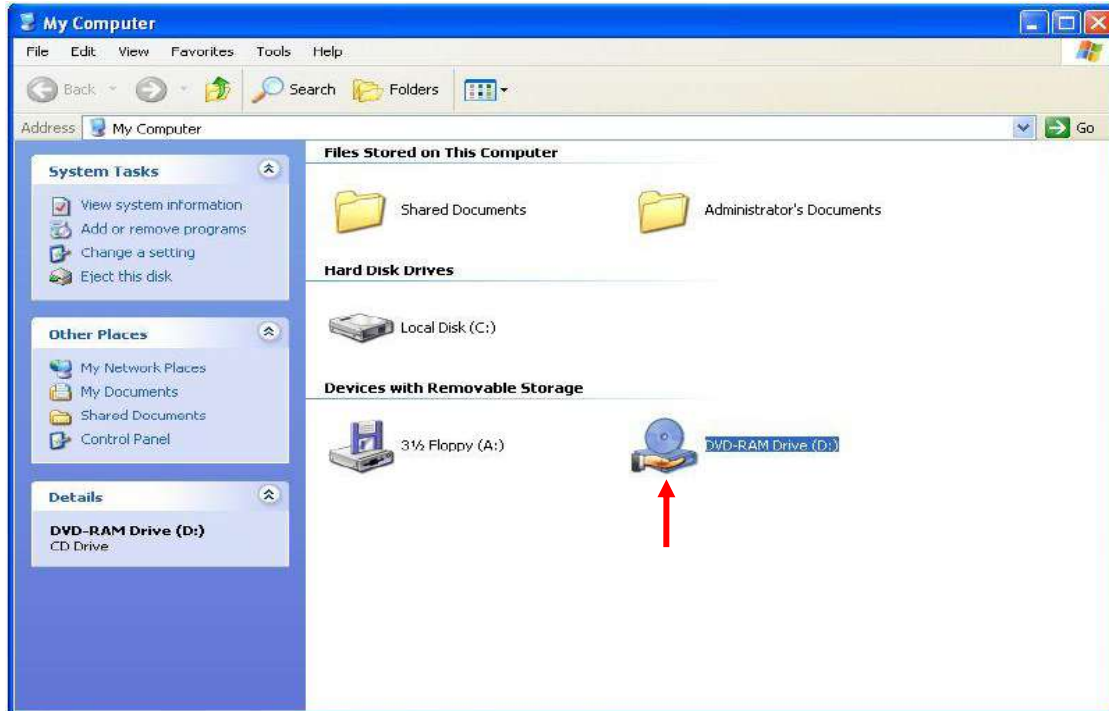 My Computer
File Edit View Favorites Tools Help
Back Search Folders
Address My Computer Go
System Tasks
View system information
Add or remove programs
Change a setting
Eject this disk
Other Places
My Network Places
My Documents
Shared Documents
Control Panel
Details
DVD-RAM Drive (D:)
CD Drive
Files Stored on This Computer
Shared Documents Administrator's Documents
Hard Disk Drives
Local Disk (C:)
Devices with Removable Storage
3½ Floppy (A:) DVD-RAM Drive (D:)